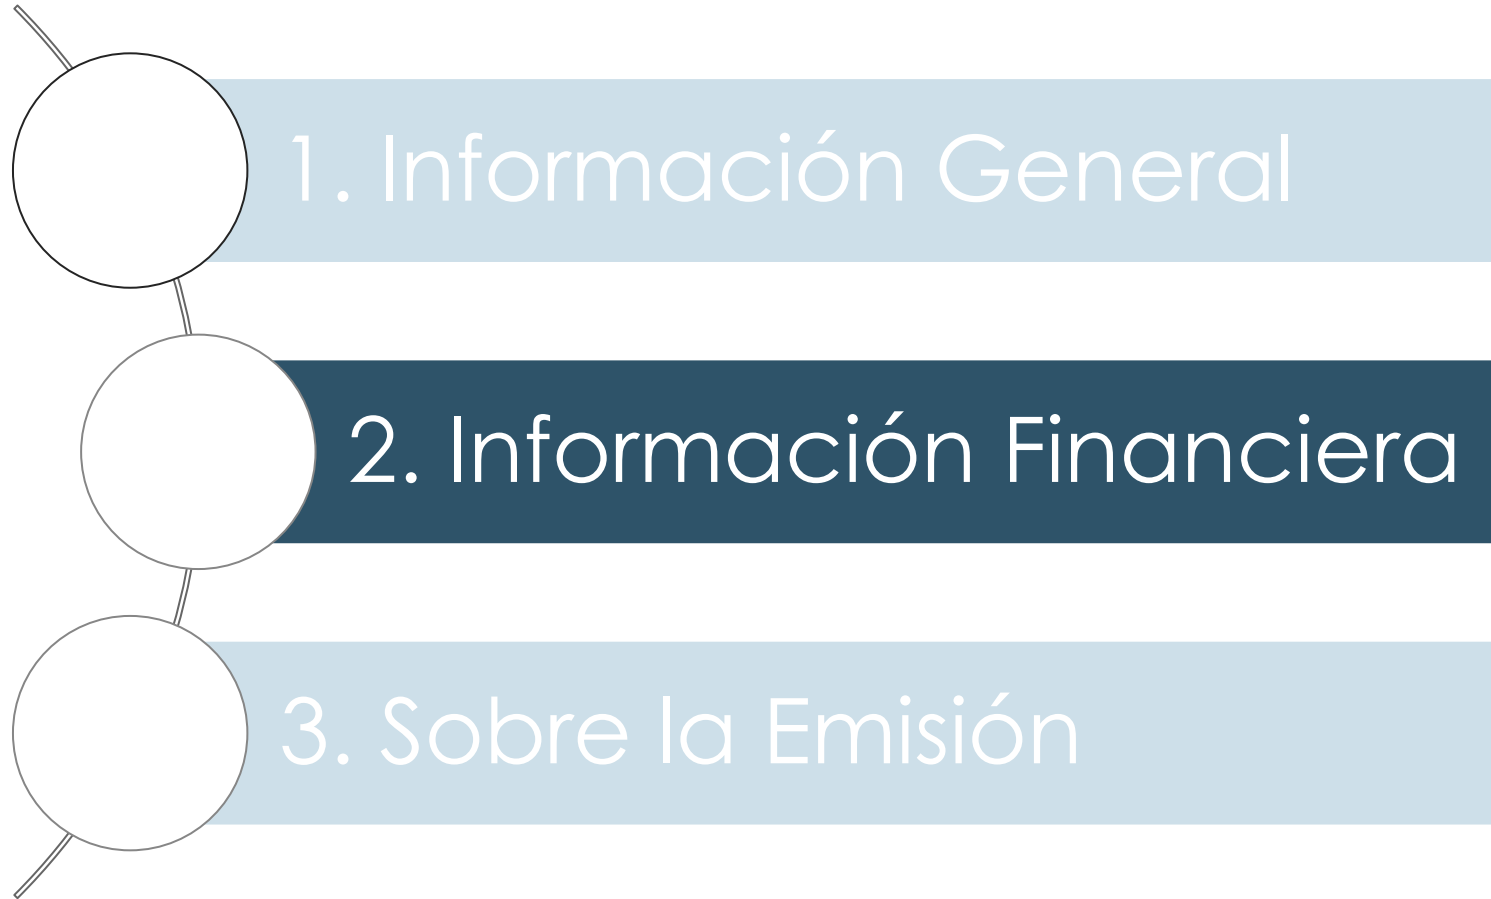 1. Información General
2. Información Financiera
3. Sobre la Emisión